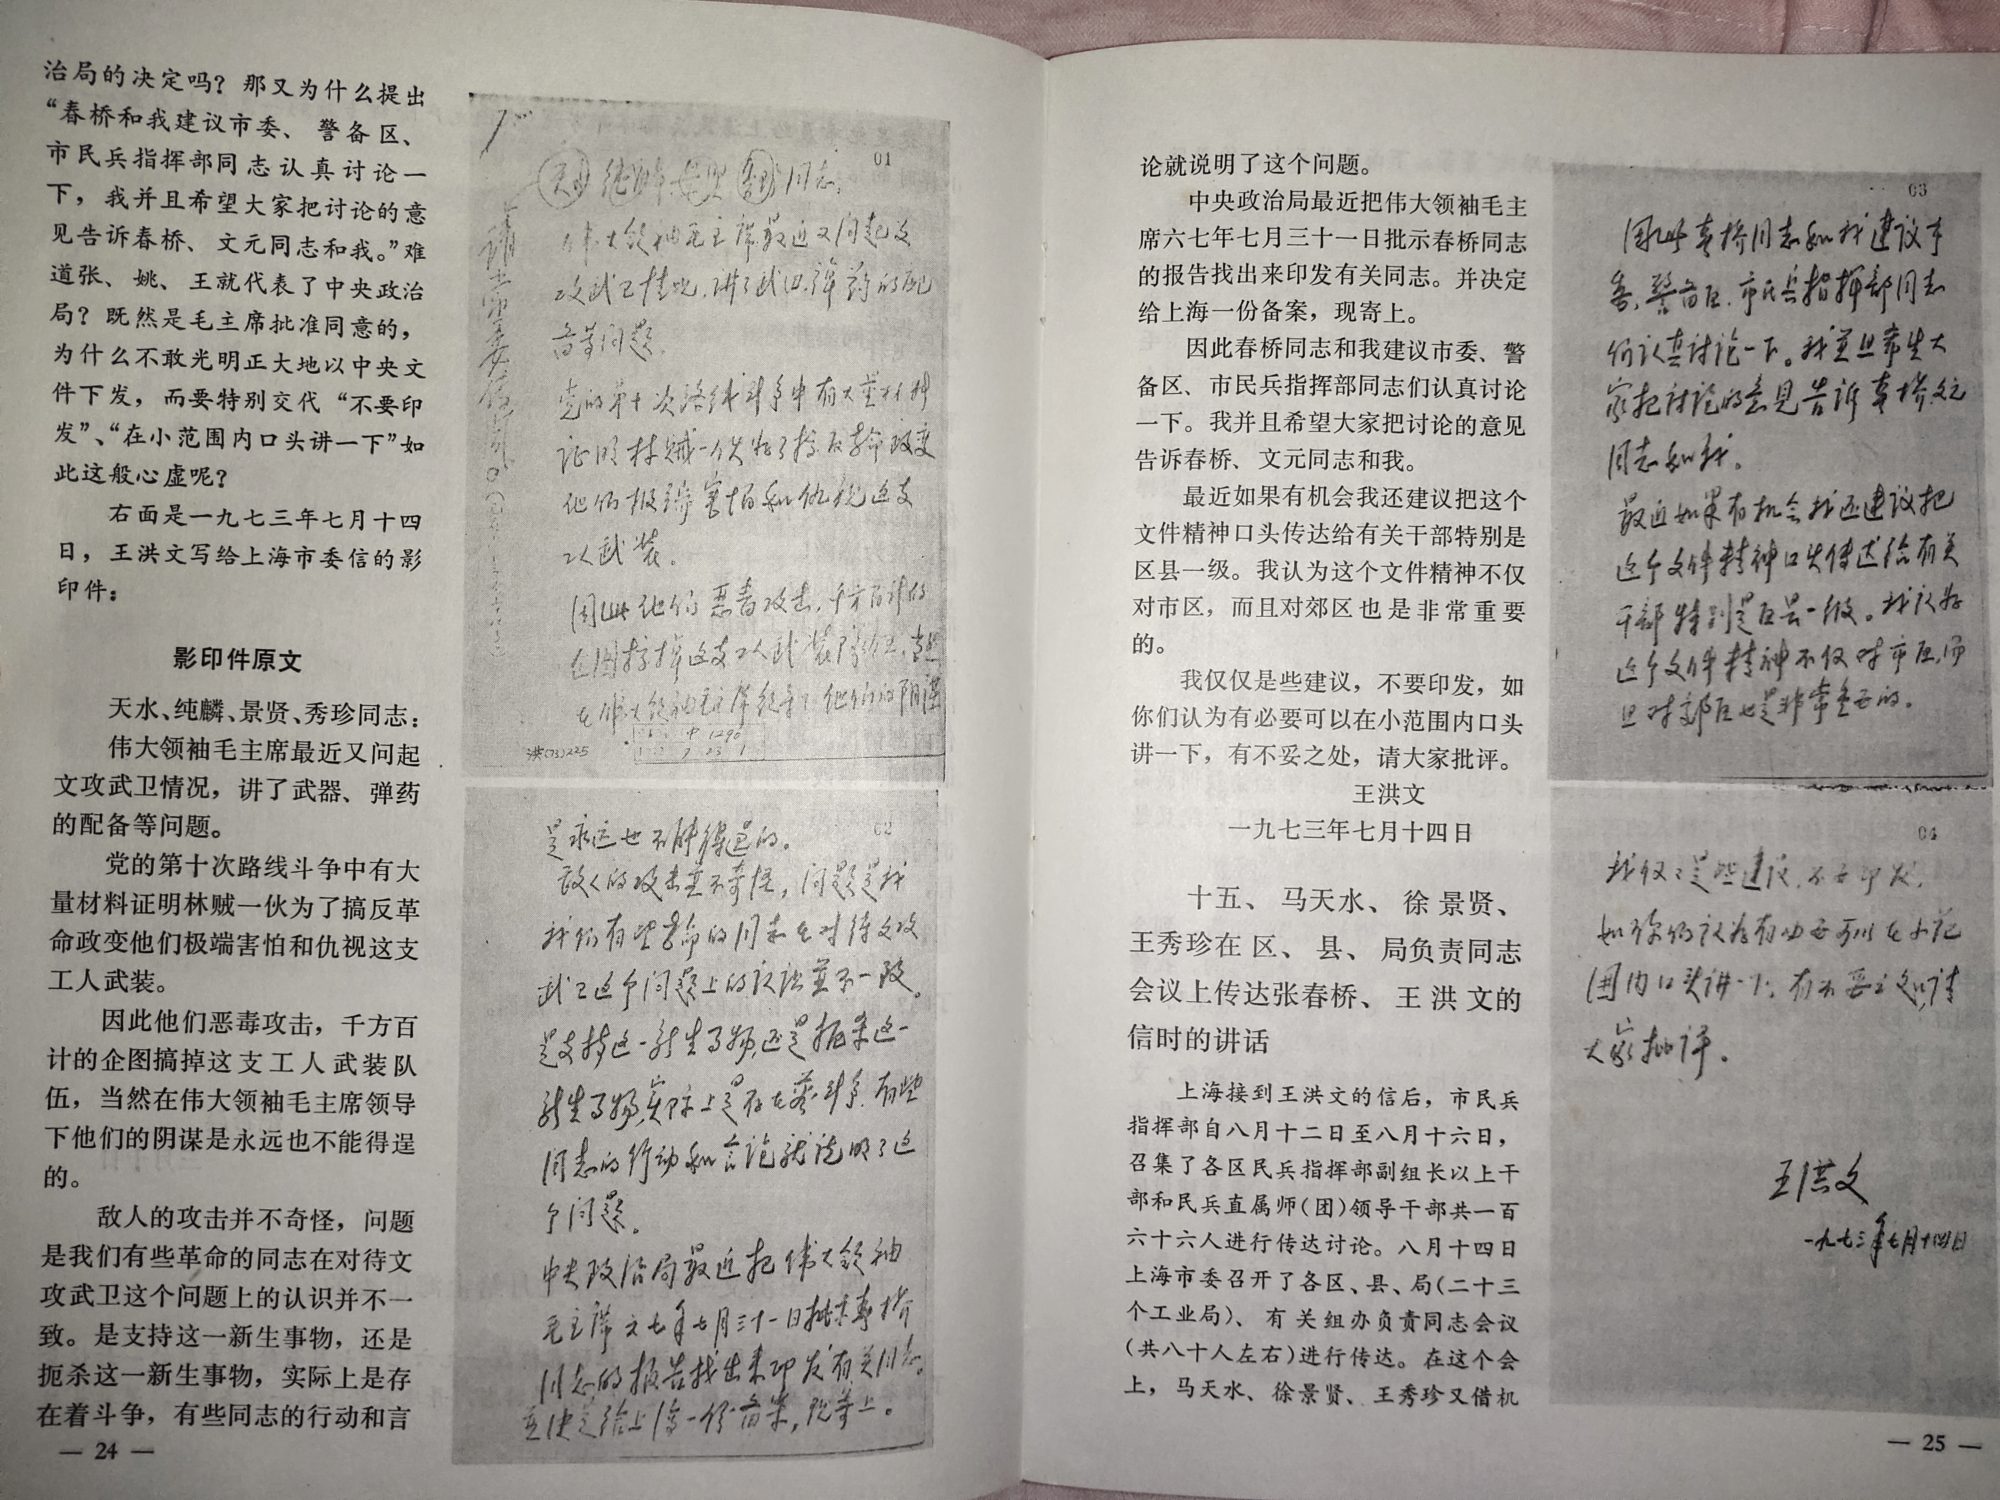 治局的决定吗？那又为什么提出
“春桥和我建议市委、警备区、
市民兵指挥部同志认真讨论一
下，我并且希望大家把讨论的意
见告诉春桥、文元同志和我。”难
道张、姚、王就代表了中央政治
局？既然是毛主席批准同意的，
为什么不敢光明正大地以中央文
件下发，而要特别交代“不要印
发”、“在小范围内口头讲一下”如
此这般心虚呢？
右面是一九七三年七月十四
日，王洪文写给上海市委信的影
印件：
影印件原文
天水、纯麟、景贤、秀珍同志：
伟大领袖毛主席最近又问起
文攻武卫情况，讲了武器、弹药
的配备等问题。
党的第十次路线斗争中有大
量材料证明林贼一伙为了搞反革
命政变他们极端害怕和仇视这支
工人武装。
因此他们恶毒攻击，千方百
计的企图搞掉这支工人武装队
伍，当然在伟大领袖毛主席领导
下他们的阴谋是永远也不能得逞
的。
敌人的攻击并不奇怪，问题
是我们有些革命的同志在对待文
攻武卫这个问题上的认识并不一
致。是支持这一新生事物，还是
扼杀这一新生事物，实际上是存
在着斗争，有些同志的行动和言
— 24 —
01
天水 纯麟 景贤 秀珍同志：
伟大领袖毛主席最近又问起文
攻武卫情况，讲了武器、弹药的配
备等问题。
党的第十次路线斗争中有大量材料
证明林贼一伙为了搞反革命政变
他们极端害怕和仇视这支
工人武装。
因此他们恶毒攻击，千方百计的
企图搞掉这支工人武装队伍，当然
在伟大领袖毛主席领导下他们的阴谋
洪(73)225
02
是永远也不能得逞的。
敌人的攻击并不奇怪，问题是我
我们有些革命的同志在对待文攻
武卫这个问题上的认识并不一致。
是支持这一新生事物，还是扼杀这一
新生事物，实际上是存在着斗争，有些
同志的行动和言论就说明了这
个问题。
中央政治局最近把伟大领袖
毛主席六七年七月三十一日批示春桥
同志的报告找出来印发有关同志。
并决定给上海一份备案，现寄上。
论就说明了这个问题。
中央政治局最近把伟大领袖毛主
席六七年七月三十一日批示春桥同志
的报告找出来印发有关同志。并决定
给上海一份备案，现寄上。
因此春桥同志和我建议市委、警
备区、市民兵指挥部同志们认真讨论
一下。我并且希望大家把讨论的意见
告诉春桥、文元同志和我。
最近如果有机会我还建议把这个
文件精神口头传达给有关干部特别是
区县一级。我认为这个文件精神不仅
对市区，而且对郊区也是非常重要
的。
我仅仅是些建议，不要印发，如
你们认为有必要可以在小范围内口头
讲一下，有不妥之处，请大家批评。
王洪文
一九七三年七月十四日
十五、马天水、徐景贤、
王秀珍在区、县、局负责同志
会议上传达张春桥、王洪文的
信时的讲话
上海接到王洪文的信后，市民兵
指挥部自八月十二日至八月十六日，
召集了各区民兵指挥部副组长以上干
部和民兵直属师(团)领导干部共一百
六十六人进行传达讨论。八月十四日
上海市委召开了各区、县、局(二十三
个工业局)、有关组办负责同志会议
(共八十人左右)进行传达。在这个会
上，马天水、徐景贤、王秀珍又借机
03
因此春桥同志和我建议市
委、警备区、市民兵指挥部同志
们认真讨论一下。我并且希望大
家把讨论的意见告诉春桥文元
同志和我。
最近如果有机会我还建议把
这个文件精神口头传达给有关
干部特别是区县一级。我认为
这个文件精神不仅对市区，而
且对郊区也是非常重要的。
04
我仅仅是些建议，不要印发，
如你们认为有必要可以在小范
围内口头讲一下，有不妥之处，请
大家批评。
王洪文
一九七三年七月十四日
— 25 —